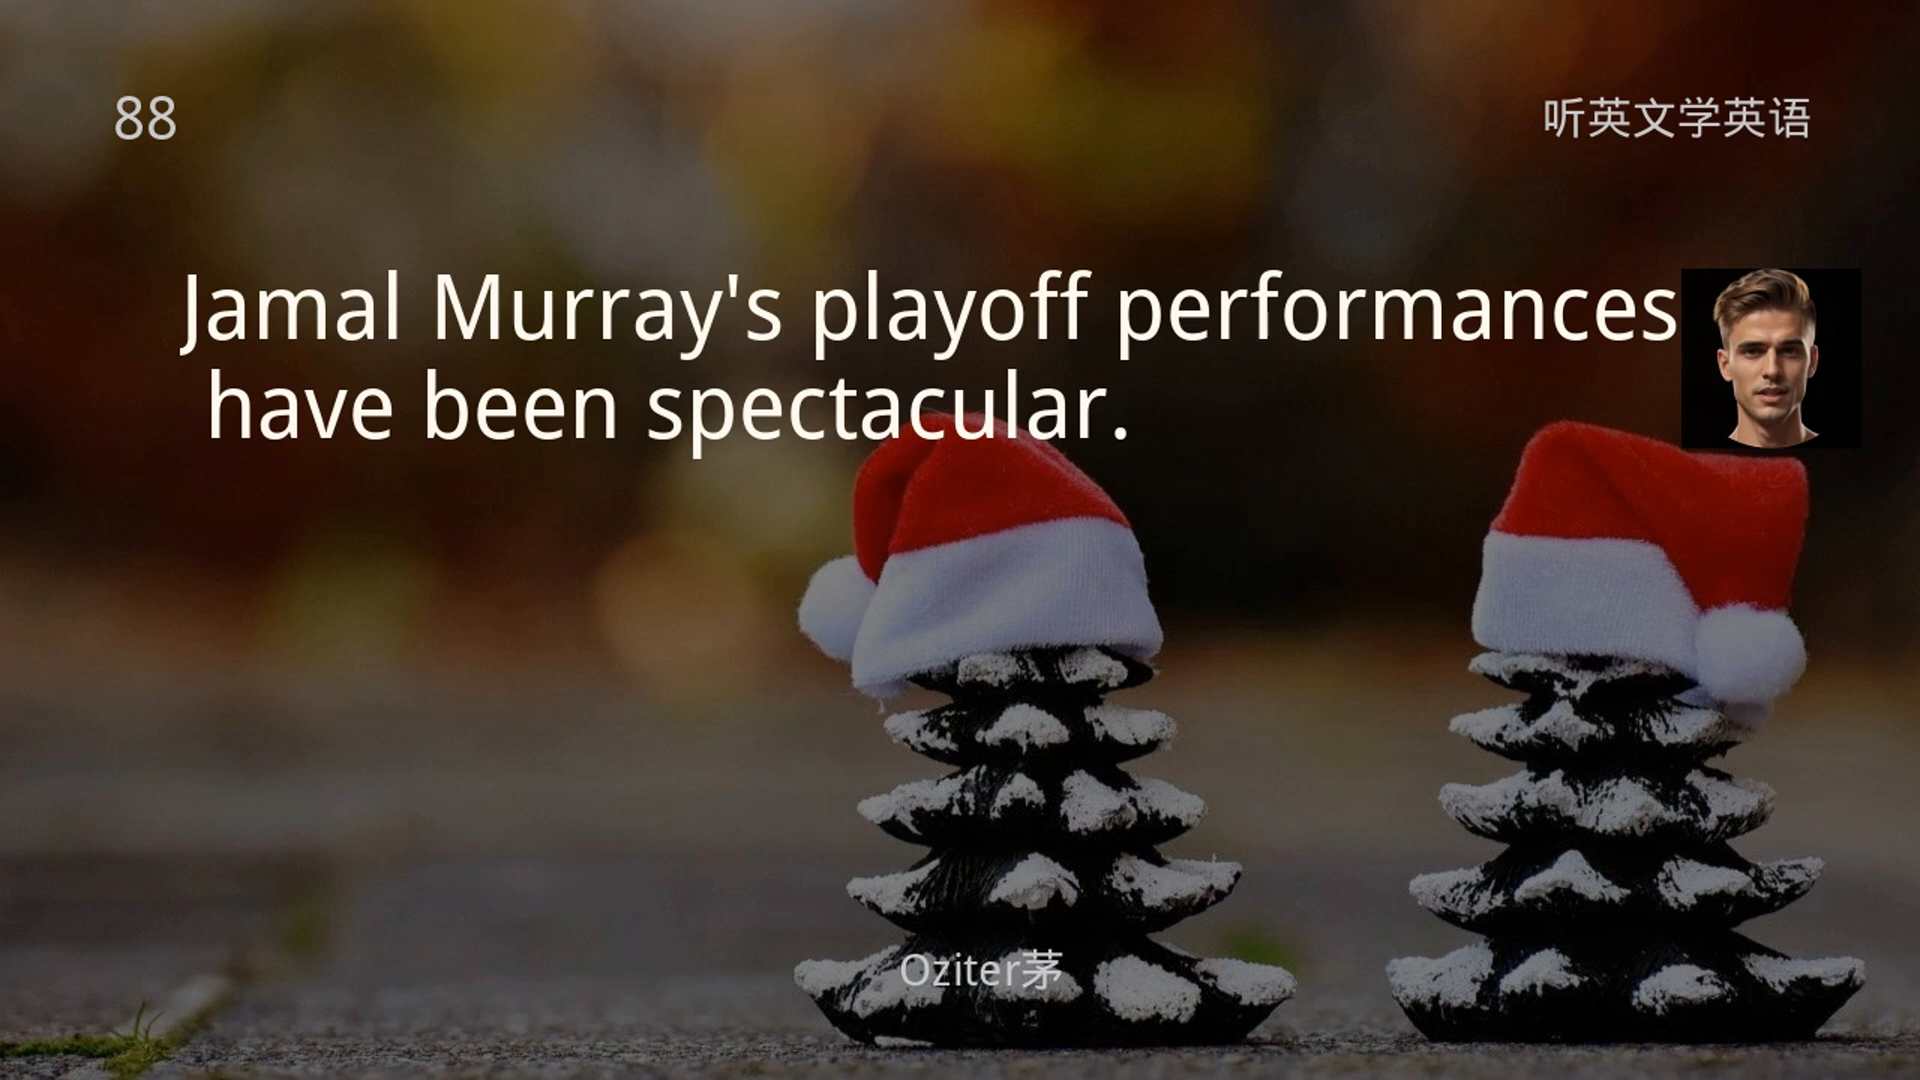 88
听英文学英语
Jamal Murray's playoff performances
have been spectacular.
Oziter茅